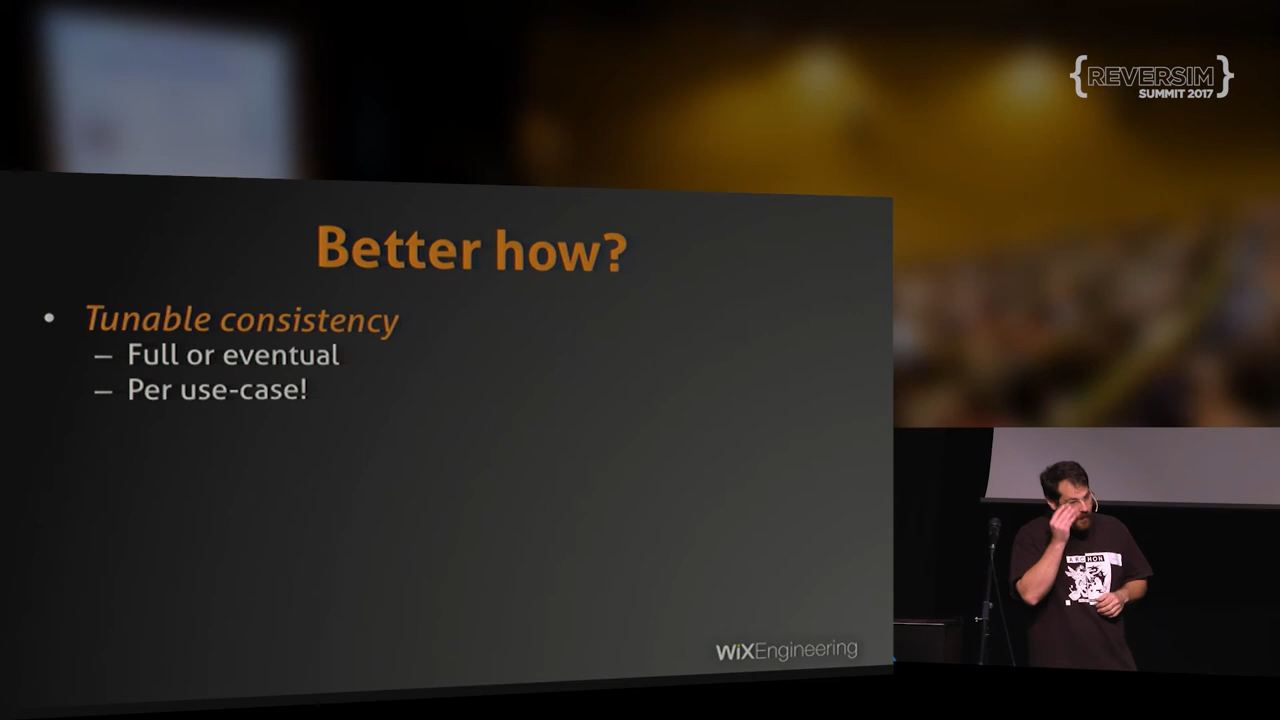 {REVERSIM}
SUMMIT 2017
Better how?
• Tunable consistency
– Full or eventual
– Per use-case!
WiXEngineering